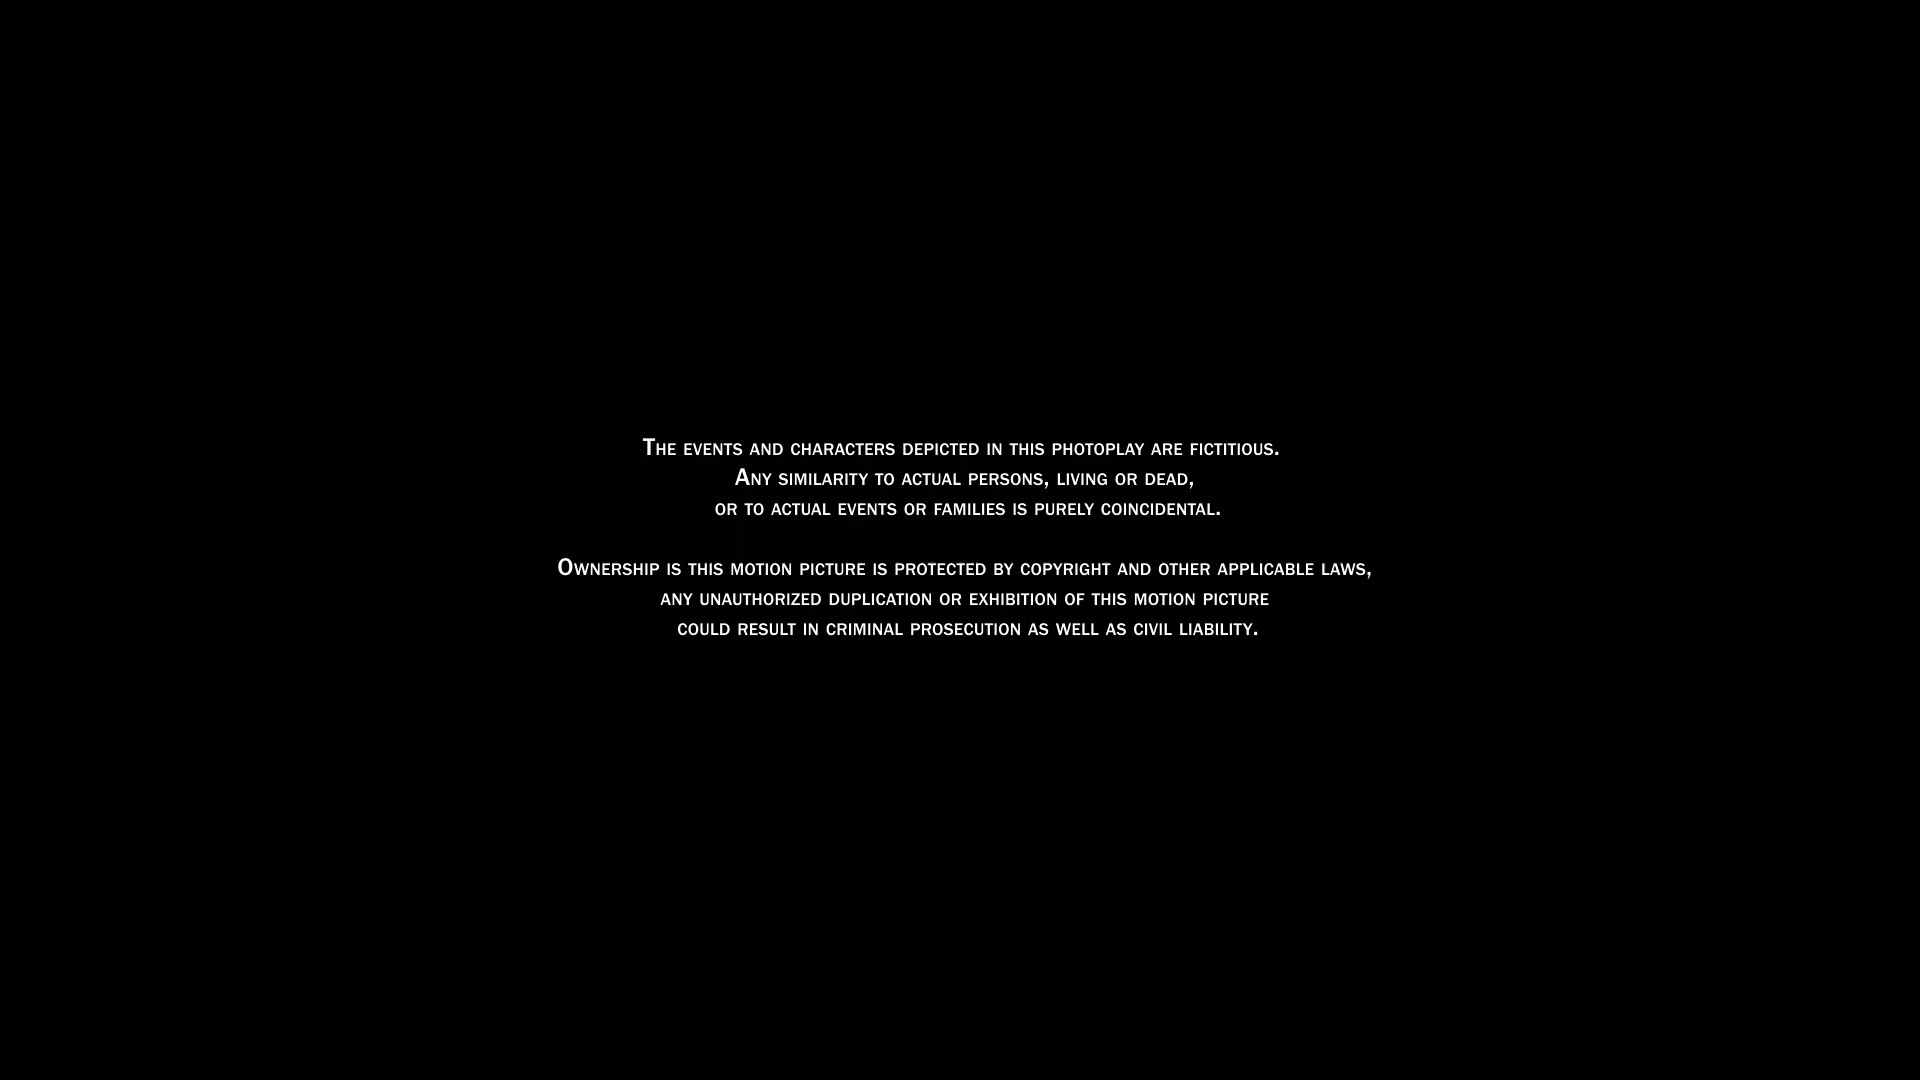 The events and characters depicted in this photoplay are fictitious.
Any similarity to actual persons, living or dead,
or to actual events or families is purely coincidental.
Ownership is this motion picture is protected by copyright and other applicable laws,
any unauthorized duplication or exhibition of this motion picture
could result in criminal prosecution as well as civil liability.